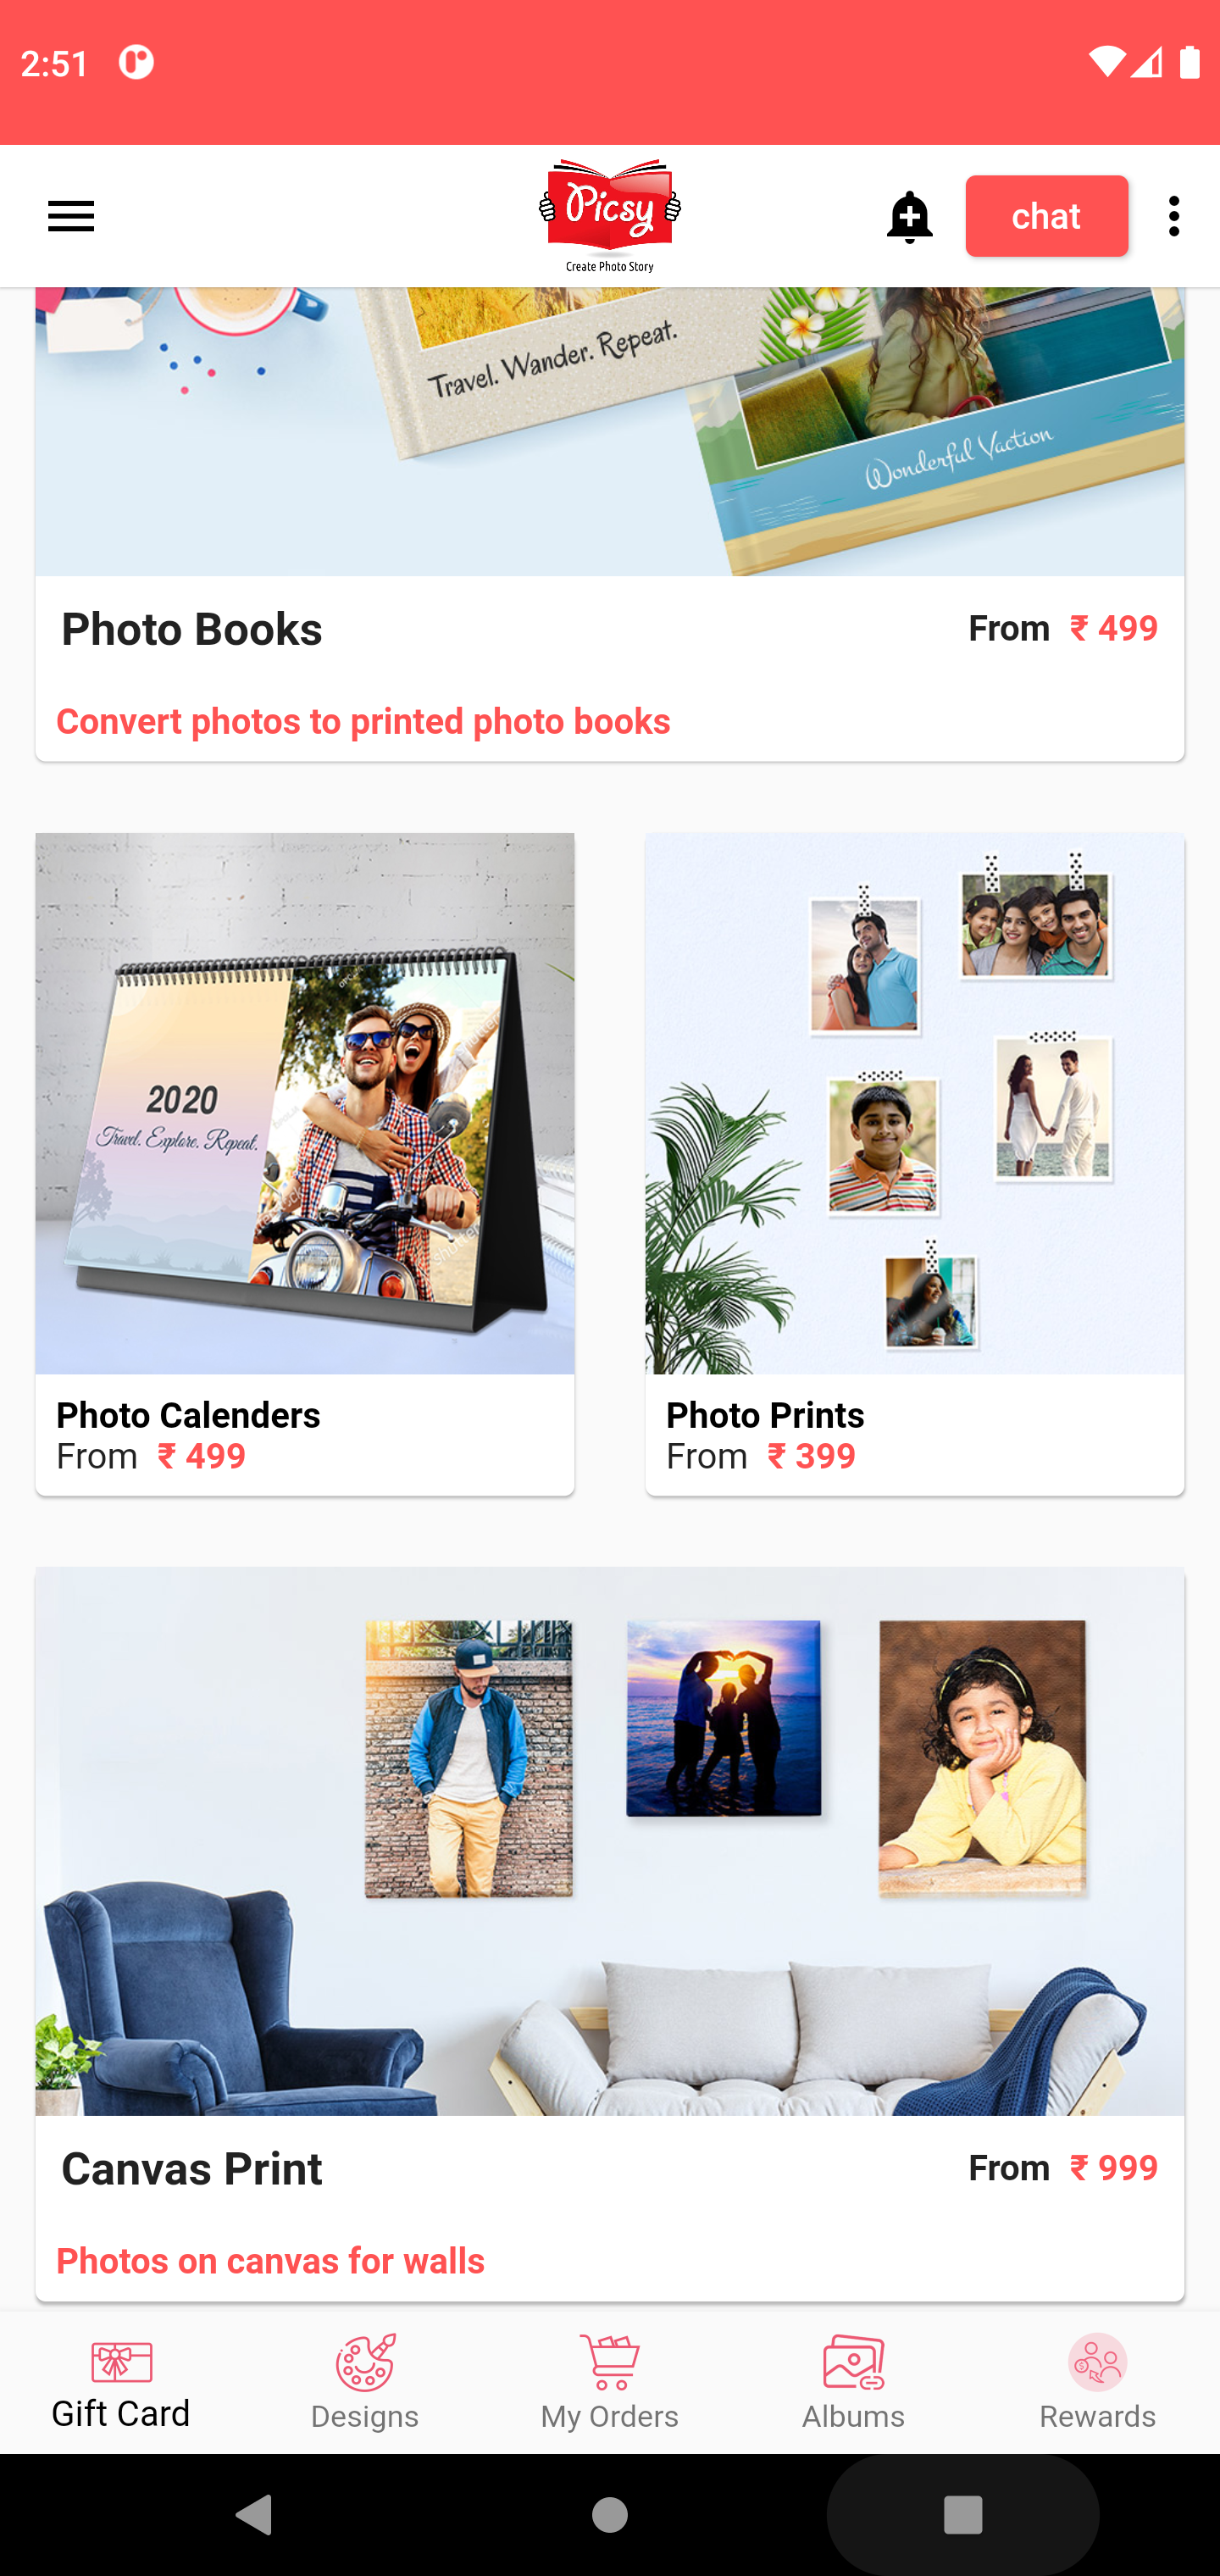 2:51
Picsy
Create Photo Story
chat
Travel. Wander. Repeat.
Wonderful Vaction
Photo Books
From ₹ 499
Convert photos to printed photo books
2020
Travel. Explore. Repeat.
Photo Calenders
From ₹ 499
Photo Prints
From ₹ 399
Canvas Print
From ₹ 999
Photos on canvas for walls
Gift Card
Designs
My Orders
Albums
Rewards